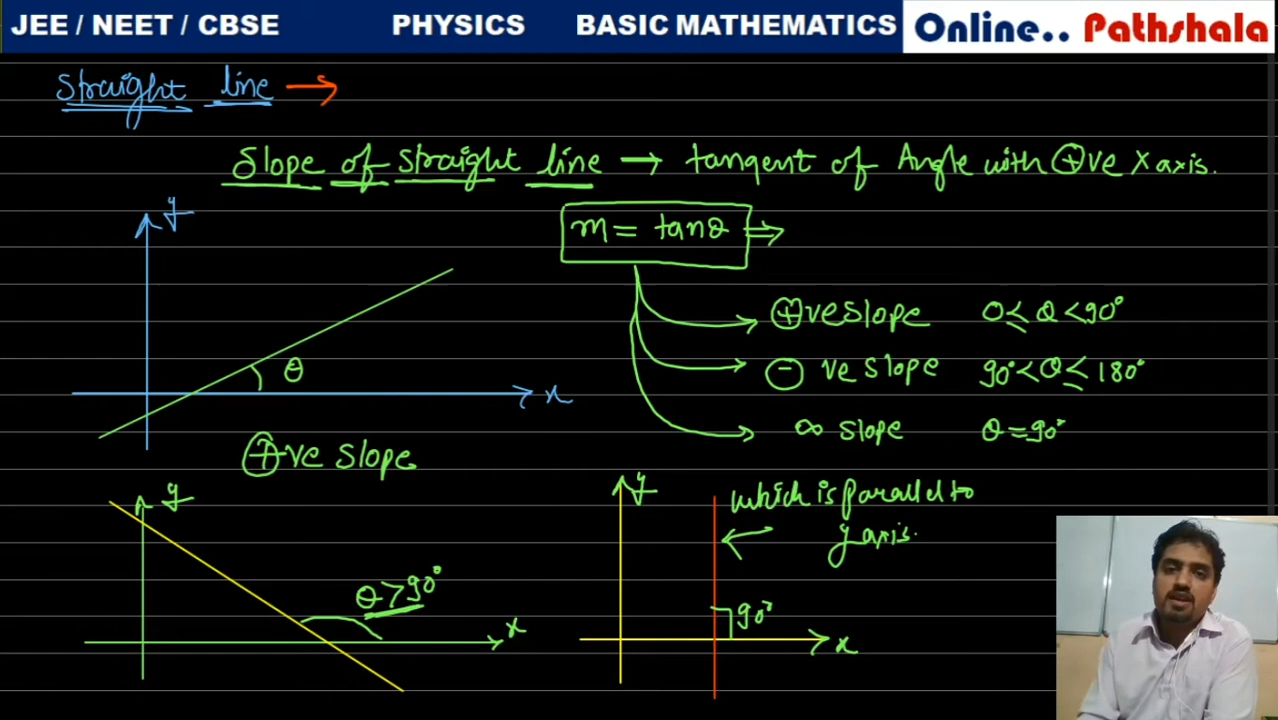 JEE / NEET / CBSE PHYSICS BASIC MATHEMATICS Online.. Pathshala
Straight line →
Slope of straight line → tangent of Angle with ⊕ve X axis.
y
m = tanθ ⇒
⊕ve slope 0 ≤ θ < 90°
θ
⊖ ve slope 90° < θ ≤ 180°
x
∞ slope θ = 90°
⊕ve slope
y
θ > 90°
x
y
which is parallel to
← y axis.
90°
x